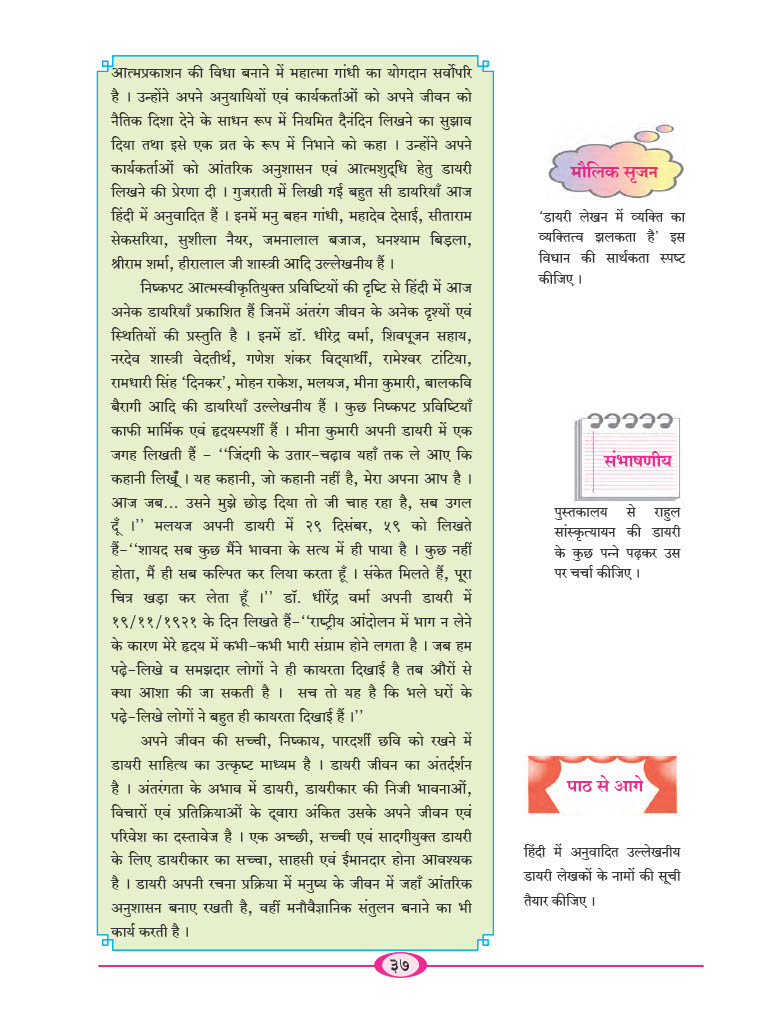 आत्मप्रकाशन की विधा बनाने में महात्मा गांधी का योगदान सर्वोपरि
है । उन्होंने अपने अनुयायियों एवं कार्यकर्ताओं को अपने जीवन को
नैतिक दिशा देने के साधन रूप में नियमित दैनंदिन लिखने का सुझाव
दिया तथा इसे एक व्रत के रूप में निभाने को कहा । उन्होंने अपने
कार्यकर्ताओं को आंतरिक अनुशासन एवं आत्मशुद्धि हेतु डायरी
लिखने की प्रेरणा दी । गुजराती में लिखी गई बहुत सी डायरियाँ आज
हिंदी में अनुवादित हैं । इनमें मनु बहन गांधी, महादेव देसाई, सीताराम
सेकसरिया, सुशीला नैयर, जमनालाल बजाज, घनश्याम बिड़ला,
श्रीराम शर्मा, हीरालाल जी शास्त्री आदि उल्लेखनीय हैं ।
निष्कपट आत्मस्वीकृतियुक्त प्रविष्टियों की दृष्टि से हिंदी में आज
अनेक डायरियाँ प्रकाशित हैं जिनमें अंतरंग जीवन के अनेक दृश्यों एवं
स्थितियों की प्रस्तुति है । इनमें डॉ. धीरेंद्र वर्मा, शिवपूजन सहाय,
नरदेव शास्त्री वेदतीर्थ, गणेश शंकर विद्यार्थी, रामेश्वर टांटिया,
रामधारी सिंह ‘दिनकर’, मोहन राकेश, मलयज, मीना कुमारी, बालकवि
बैरागी आदि की डायरियाँ उल्लेखनीय हैं । कुछ निष्कपट प्रविष्टियाँ
काफी मार्मिक एवं हृदयस्पर्शी हैं । मीना कुमारी अपनी डायरी में एक
जगह लिखती हैं - ‘‘जिंदगी के उतार-चढ़ाव यहाँ तक ले आए कि
कहानी लिखूँ । यह कहानी, जो कहानी नहीं है, मेरा अपना आप है ।
आज जब... उसने मुझे छोड़ दिया तो जी चाह रहा है, सब उगल
दूँ ।’’ मलयज अपनी डायरी में २९ दिसंबर, ५९ को लिखते
हैं-‘‘शायद सब कुछ मैंने भावना के सत्य में ही पाया है । कुछ नहीं
होता, मैं ही सब कल्पित कर लिया करता हूँ । संकेत मिलते हैं, पूरा
चित्र खड़ा कर लेता हूँ ।’’ डॉ. धीरेंद्र वर्मा अपनी डायरी में
१९/११/१९२१ के दिन लिखते हैं-‘‘राष्ट्रीय आंदोलन में भाग न लेने
के कारण मेरे हृदय में कभी-कभी भारी संग्राम होने लगता है । जब हम
पढ़े-लिखे व समझदार लोगों ने ही कायरता दिखाई है तब औरों से
क्या आशा की जा सकती है । सच तो यह है कि भले घरों के
पढ़े-लिखे लोगों ने बहुत ही कायरता दिखाई हैं ।’’
अपने जीवन की सच्ची, निष्काय, पारदर्शी छवि को रखने में
डायरी साहित्य का उत्कृष्ट माध्यम है । डायरी जीवन का अंतर्दर्शन
है । अंतरंगता के अभाव में डायरी, डायरीकार की निजी भावनाओं,
विचारों एवं प्रतिक्रियाओं के द्वारा अंकित उसके अपने जीवन एवं
परिवेश का दस्तावेज है । एक अच्छी, सच्ची एवं सादगीयुक्त डायरी
के लिए डायरीकार का सच्चा, साहसी एवं ईमानदार होना आवश्यक
है । डायरी अपनी रचना प्रक्रिया में मनुष्य के जीवन में जहाँ आंतरिक
अनुशासन बनाए रखती है, वहीं मनौवैज्ञानिक संतुलन बनाने का भी
कार्य करती है ।
मौलिक सृजन
‘डायरी लेखन में व्यक्ति का
व्यक्तित्व झलकता है’ इस
विधान की सार्थकता स्पष्ट
कीजिए ।
संभाषणीय
पुस्तकालय से राहुल
सांस्कृत्यायन की डायरी
के कुछ पन्ने पढ़कर उस
पर चर्चा कीजिए ।
पाठ से आगे
हिंदी में अनुवादित उल्लेखनीय
डायरी लेखकों के नामों की सूची
तैयार कीजिए ।
३७